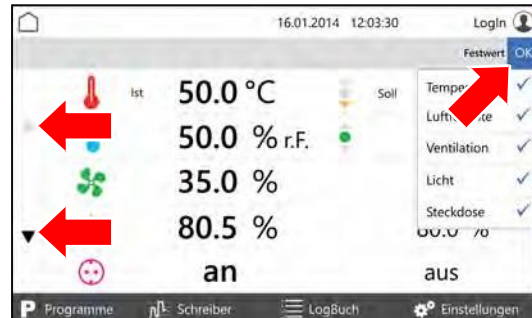 16.01.2014 12:03:30 LogIn
Festwert OK
Ist 50.0 °C Soll
50.0 % r.F.
35.0 %
80.5 %
an aus
Ventilation
Licht
Steckdose
P Programme Schreiber LogBuch Einstellungen